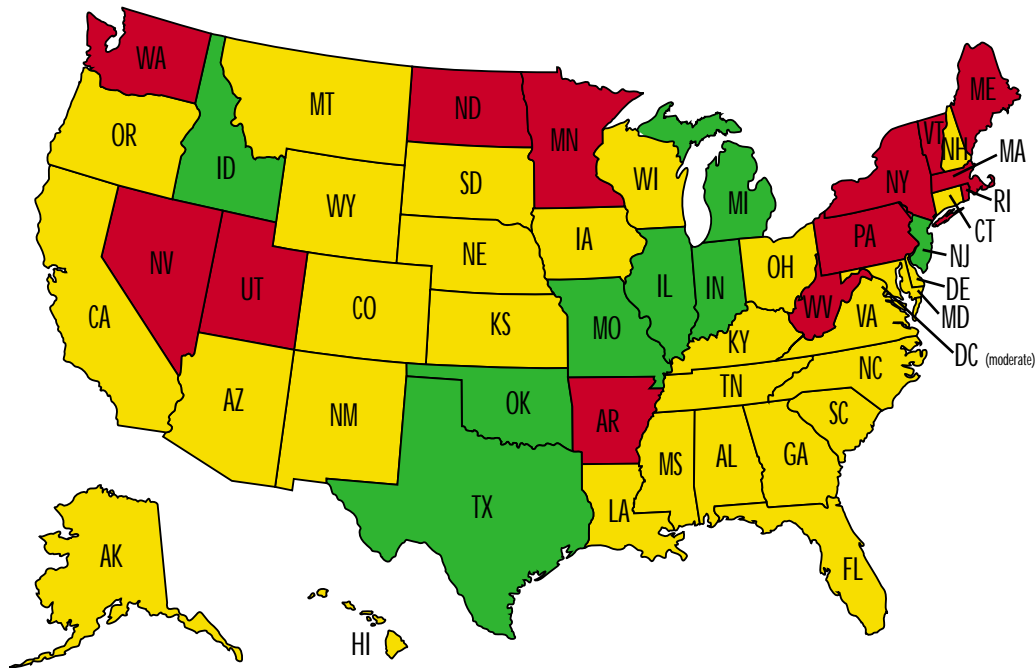 WA
MT
ND
MN
ME
VT
NH
MA
OR
ID
SD
WI
NY
RI
WY
MI
CT
IA
PA
NJ
NE
OH
DE
NV
UT
IL
IN
MD
CA
CO
WV
VA
KS
MO
KY
DC (moderate)
NC
TN
AZ
NM
OK
AR
SC
MS
AL
GA
TX
LA
AK
FL
HI